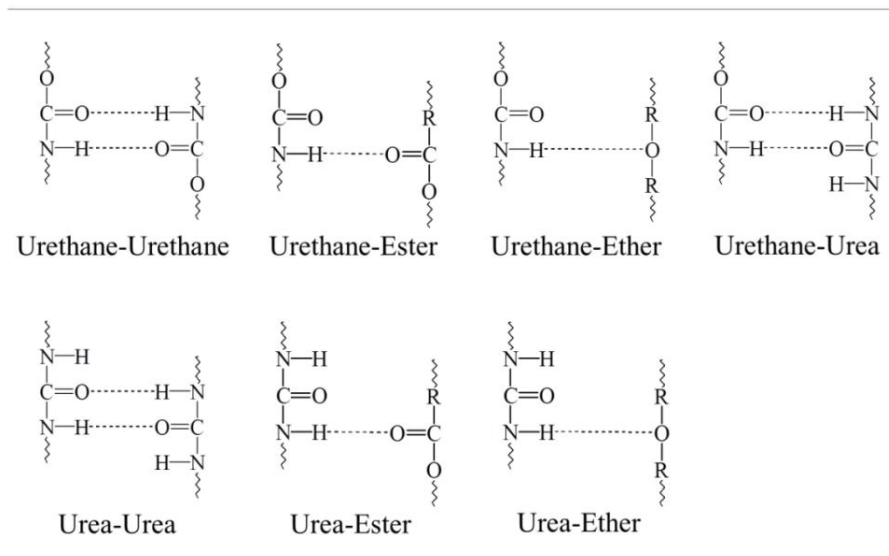 O O O O
C=O H–N C=O R C=O R C=O H–N
N–H O=C N–H O=C N–H O N–H O=C
O O R H–N
Urethane-Urethane Urethane-Ester Urethane-Ether Urethane-Urea
N–H N–H N–H
C=O H–N C=O R C=O R
N–H O=C N–H O=C N–H O
H–N O R
Urea-Urea Urea-Ester Urea-Ether